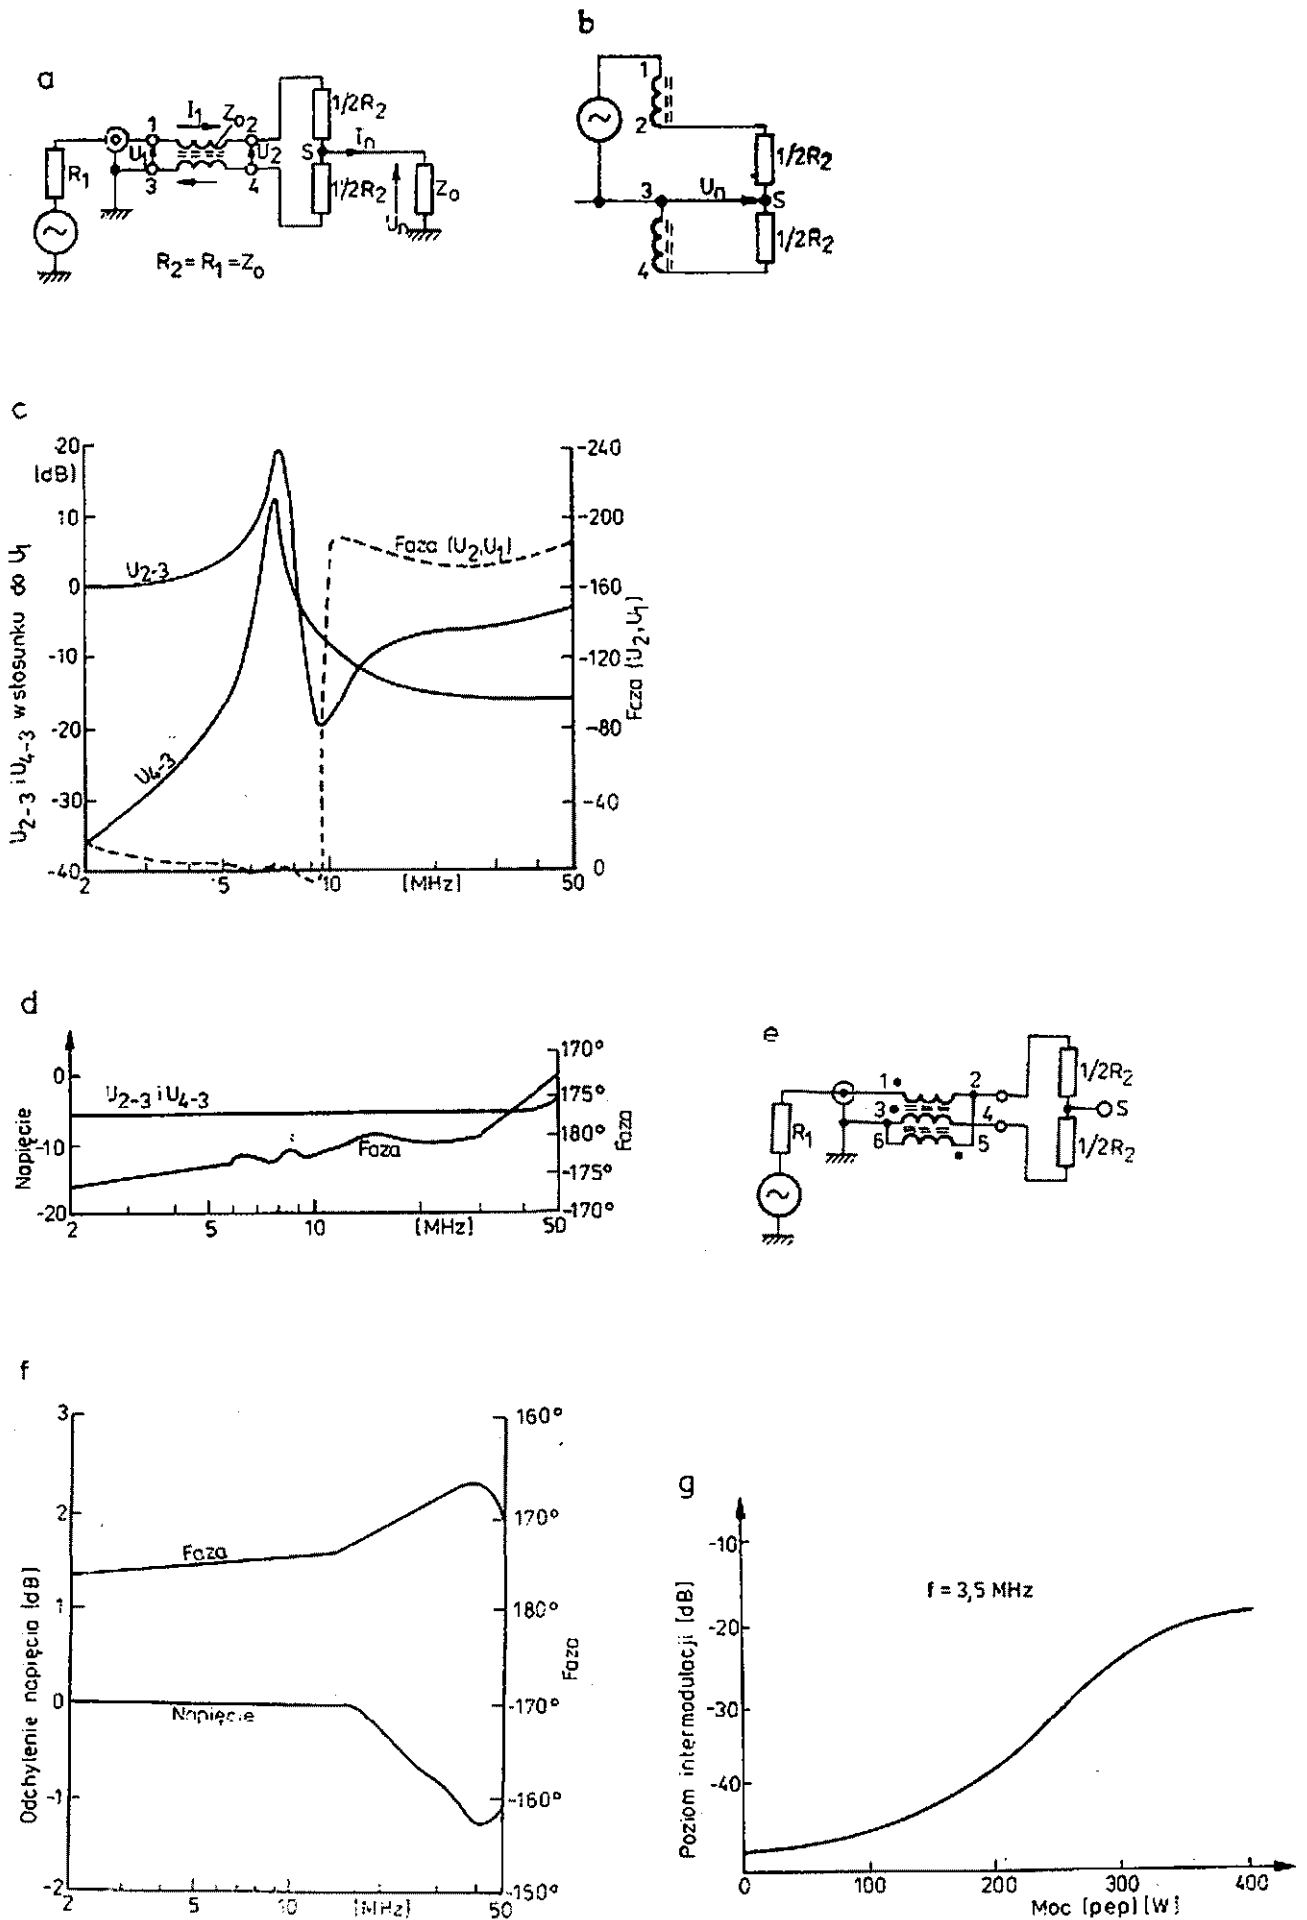 a
I₁
Z₀
1
2
U₁
U₂
3
4
R₁
1/2R₂
S
Iₙ
1/2R₂
Uₙ
Z₀
R₂ = R₁ = Z₀
b
1
2
1/2R₂
3
Uₙ
S
4
1/2R₂
c
20
(dB)
10
0
-10
-20
-30
-40
U₂₋₃ i U₄₋₃ w stosunku do U₁
U₂₋₃
U₄₋₃
Faza (U₂,U₁)
-240
-200
-160
-120
-80
-40
0
Faza (U₂,U₁)
2
5
10
[MHz]
50
d
Napięcie
0
-10
-20
U₂₋₃ i U₄₋₃
Faza
170°
175°
180°
-175°
-170°
Faza
2
5
10
[MHz]
50
e
1
2
3
4
6
5
R₁
1/2R₂
S
1/2R₂
f
3
2
1
0
-1
-2
Odchylenie napięcia [dB]
Faza
Napięcie
160°
170°
180°
-170°
-160°
-150°
Faza
2
5
10
[MHz]
50
g
-10
-20
-30
-40
Poziom intermodulacji [dB]
f = 3,5 MHz
0
100
200
300
400
Moc [pep] [W]